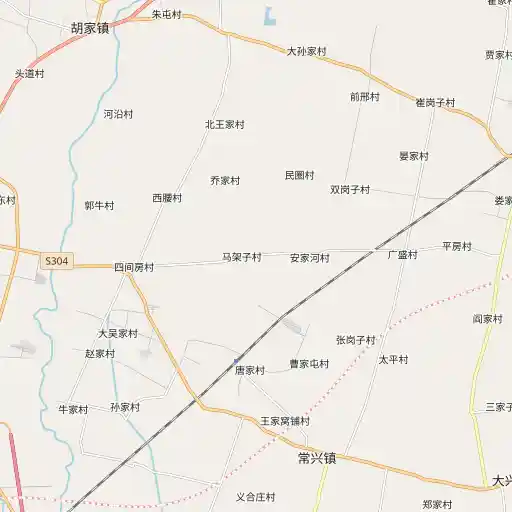 崔家村
朱屯村
胡家镇
大孙家村
贾家村
头道村
前邢村
崔岗子村
河沿村
北王家村
晏家村
民圈村
乔家村
双岗子村
西腰村
东村
郭牛村
娄家
平房村
马架子村
安家河村
广盛村
S304
四间房村
阎家村
大吴家村
张岗子村
赵家村
太平村
曹家屯村
唐家村
牛家村
孙家村
三家子
王家窝铺村
常兴镇
大兴
义合庄村
郑家村